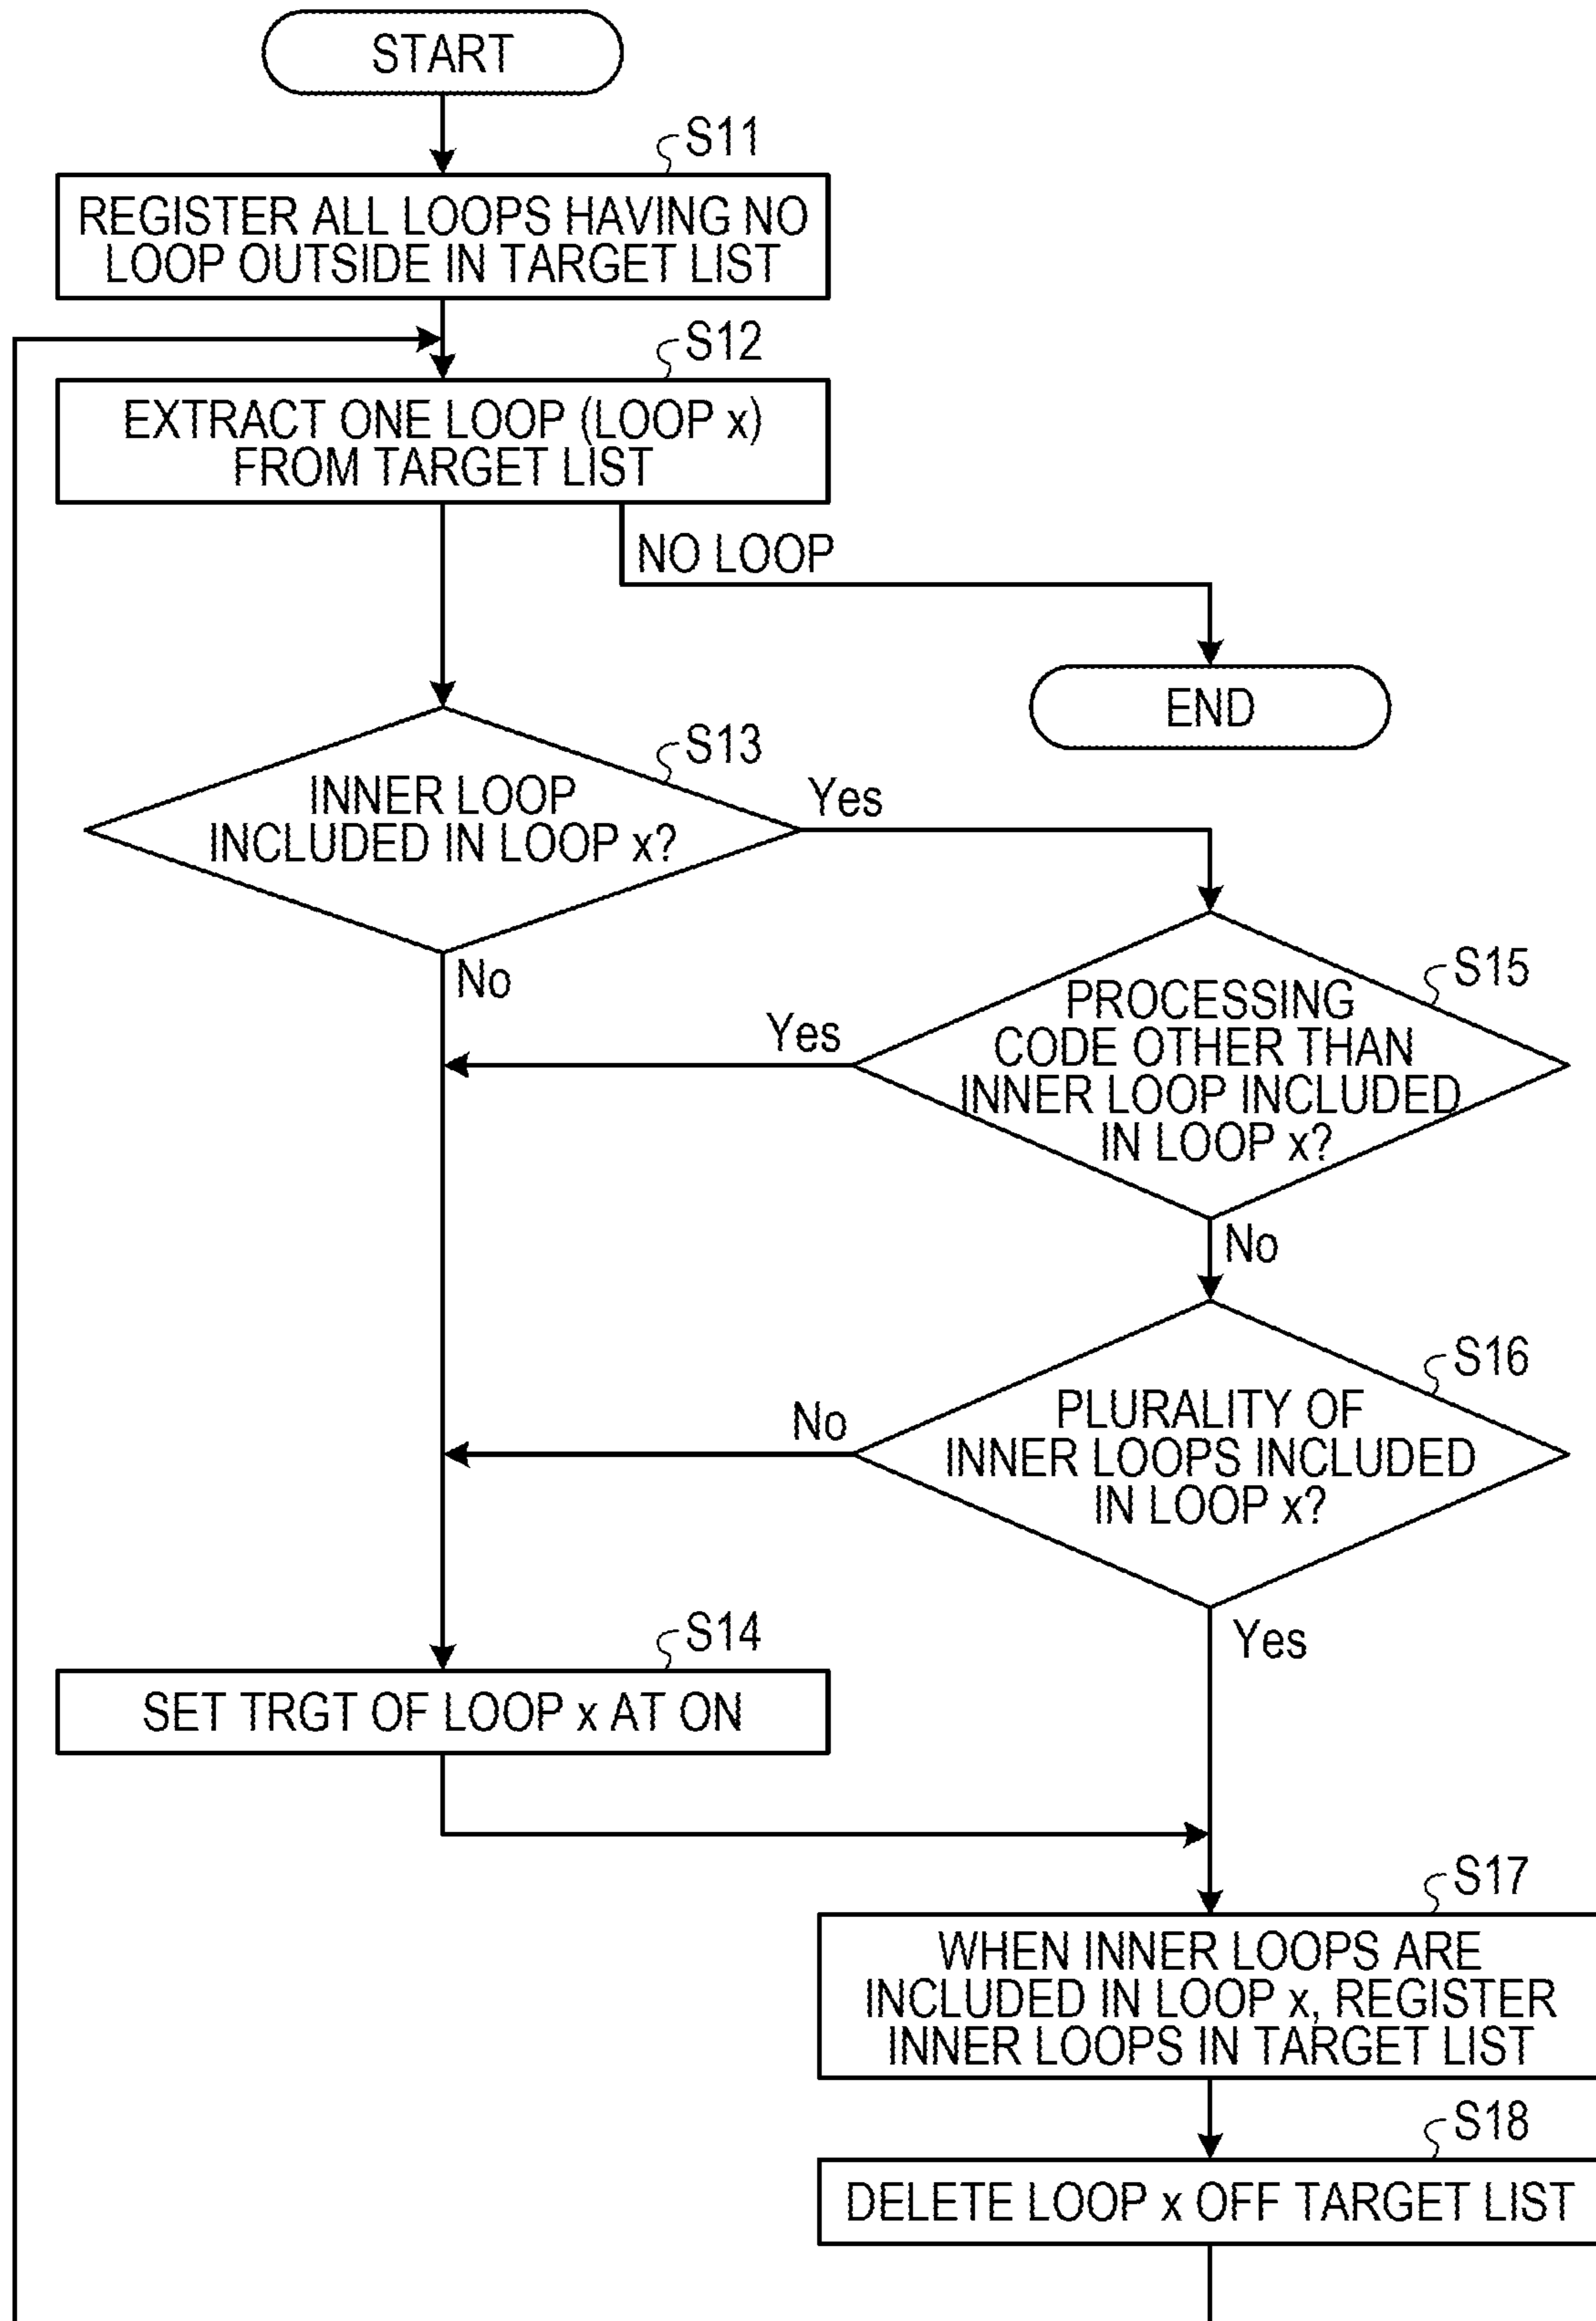 START
S11
REGISTER ALL LOOPS HAVING NO
LOOP OUTSIDE IN TARGET LIST
S12
EXTRACT ONE LOOP (LOOP x)
FROM TARGET LIST
NO LOOP
END
S13
INNER LOOP
INCLUDED IN LOOP x?
Yes
No
S15
PROCESSING
CODE OTHER THAN
INNER LOOP INCLUDED
IN LOOP x?
Yes
No
S16
PLURALITY OF
INNER LOOPS INCLUDED
IN LOOP x?
No
Yes
S14
SET TRGT OF LOOP x AT ON
S17
WHEN INNER LOOPS ARE
INCLUDED IN LOOP x, REGISTER
INNER LOOPS IN TARGET LIST
S18
DELETE LOOP x OFF TARGET LIST